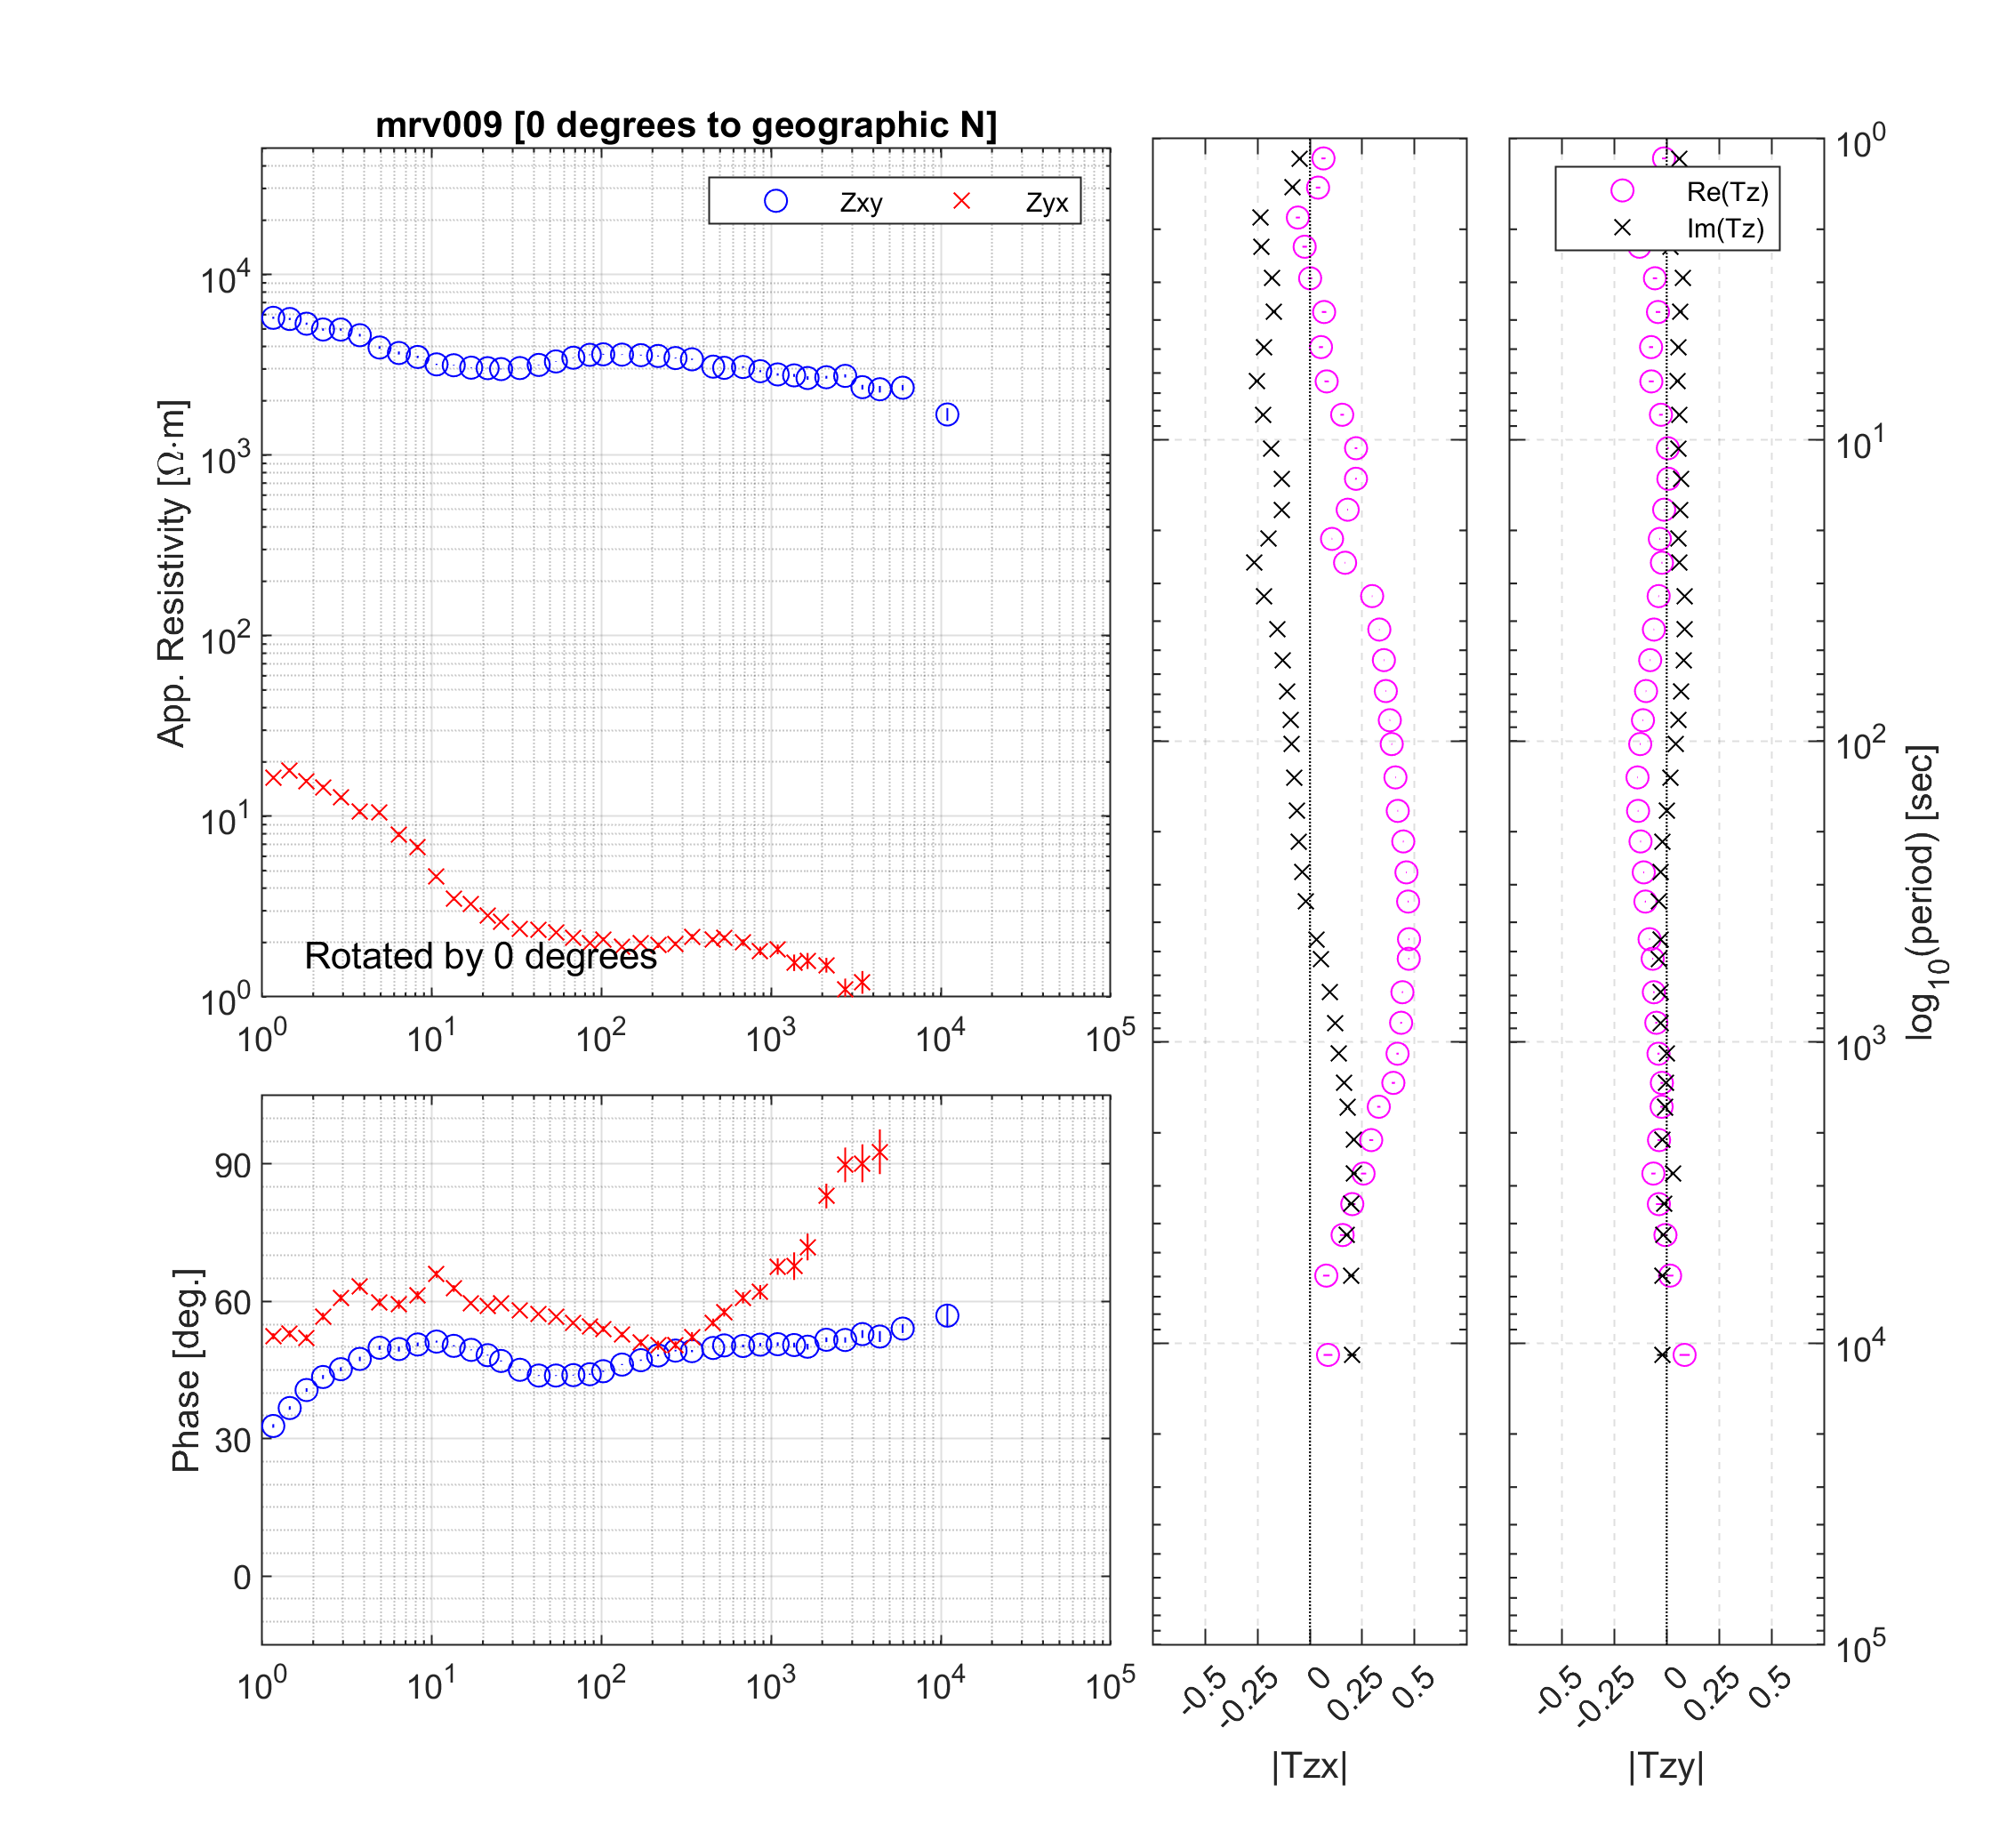 mrv009 [0 degrees to geographic N]
Zxy Zyx
App. Resistivity [Ω·m]
10^4
10^3
10^2
10^1
10^0
Rotated by 0 degrees
10^0 10^1 10^2 10^3 10^4 10^5
Phase [deg.]
90
60
30
0
10^0 10^1 10^2 10^3 10^4 10^5
-0.5 -0.25 0 0.25 0.5
|Tzx|
Re(Tz)
Im(Tz)
-0.5 -0.25 0 0.25 0.5
|Tzy|
10^0
10^1
10^2
10^3
10^4
10^5
log_10(period) [sec]